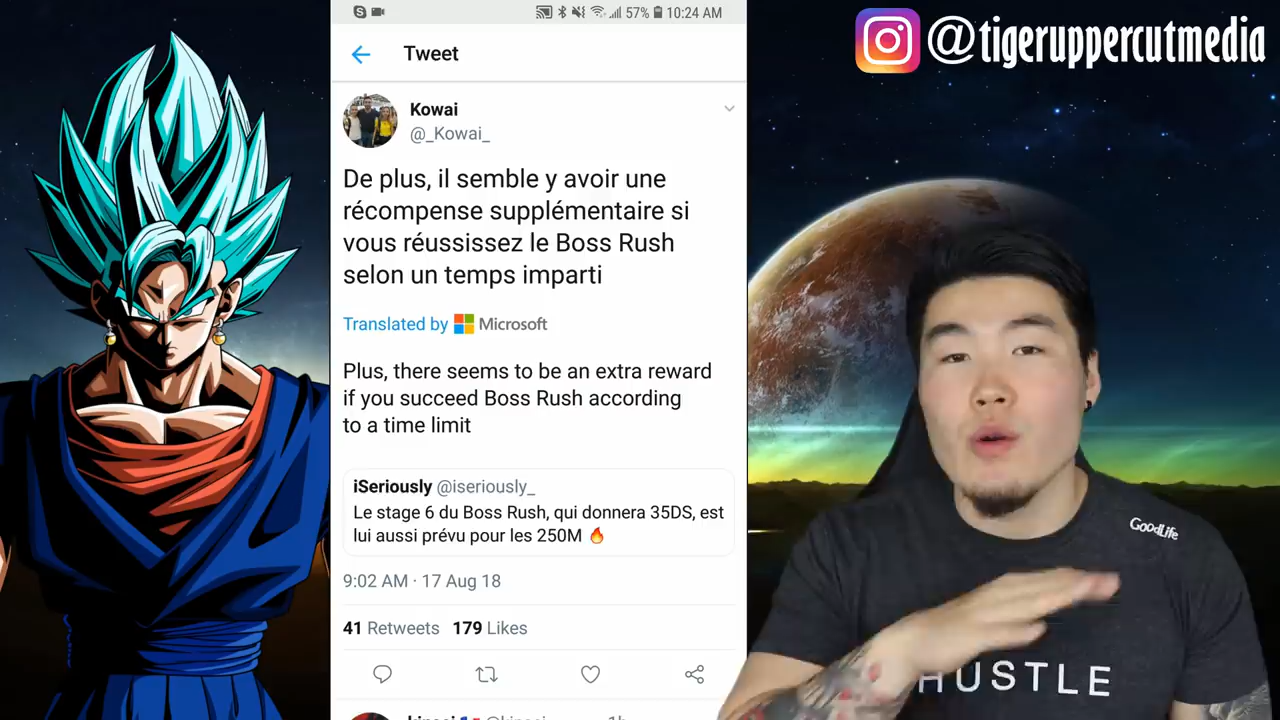 57% 10:24 AM
Tweet
Kowai
@_Kowai_
De plus, il semble y avoir une
récompense supplémentaire si
vous réussissez le Boss Rush
selon un temps imparti
Translated by Microsoft
Plus, there seems to be an extra reward
if you succeed Boss Rush according
to a time limit
iSeriously @iseriously_
Le stage 6 du Boss Rush, qui donnera 35DS, est
lui aussi prévu pour les 250M 🔥
9:02 AM · 17 Aug 18
41 Retweets 179 Likes
@tigeruppercutmedia
GOODLIFE
HUSTLE